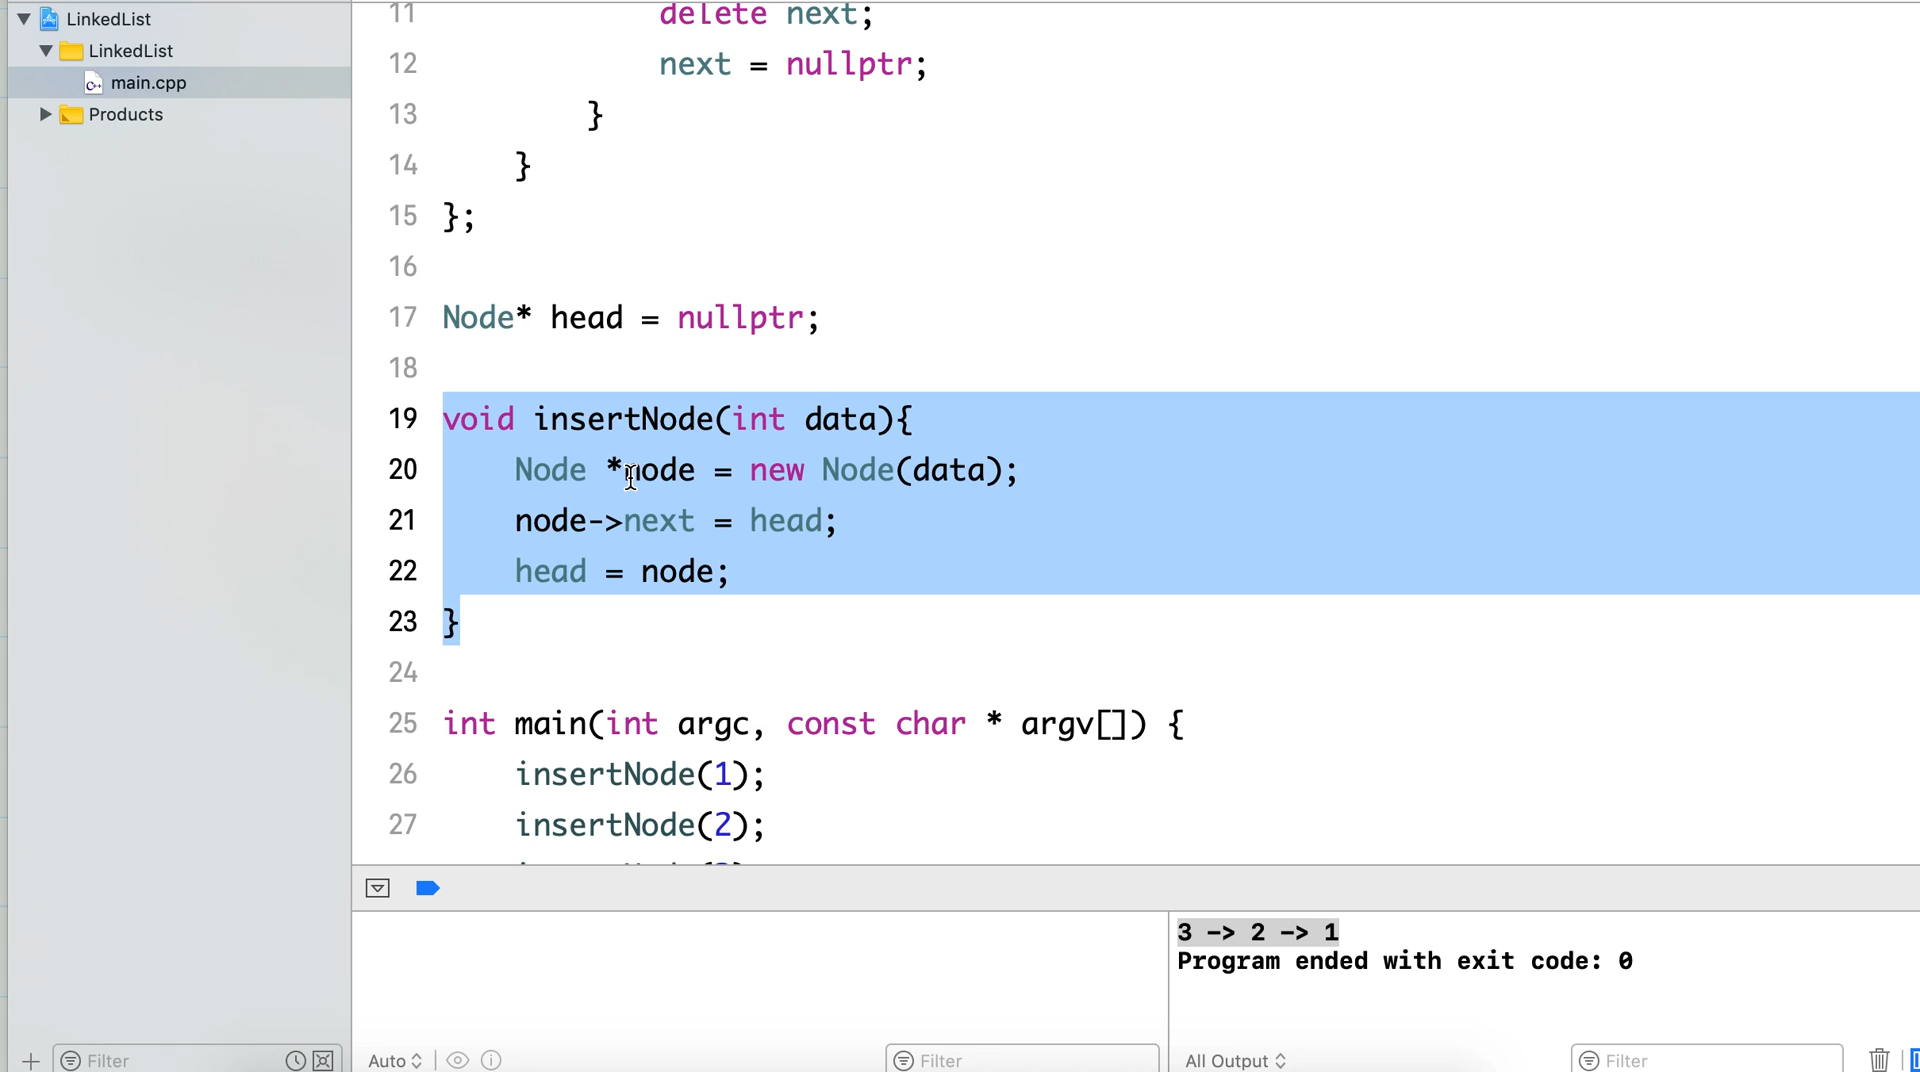 LinkedList
LinkedList
main.cpp
Products
11 delete next;
12 next = nullptr;
13 }
14 }
15 };
16
17 Node* head = nullptr;
18
19 void insertNode(int data){
20 Node *node = new Node(data);
21 node->next = head;
22 head = node;
23 }
24
25 int main(int argc, const char * argv[]) {
26 insertNode(1);
27 insertNode(2);
3 -> 2 -> 1
Program ended with exit code: 0
Filter
Auto
Filter
All Output
Filter